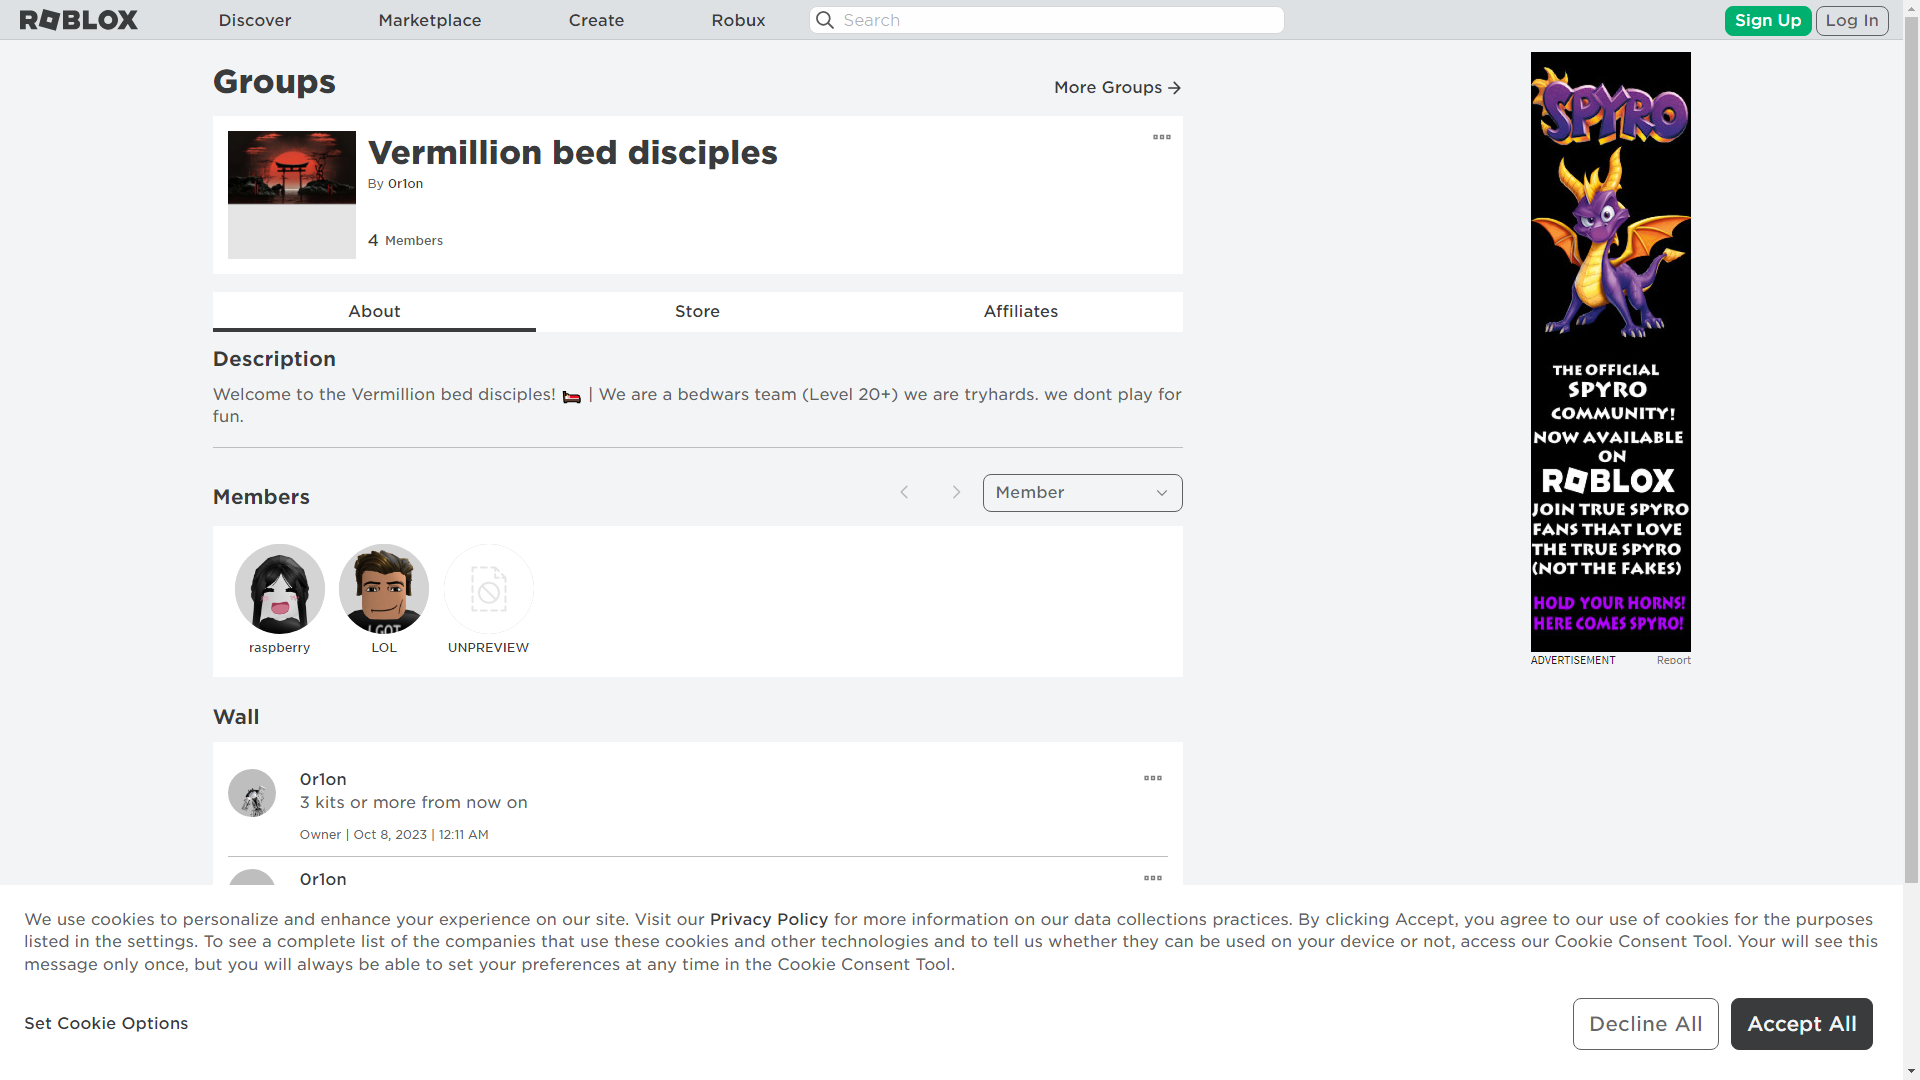 ROBLOX
Discover
Marketplace
Create
Robux
Search
Sign Up
Log In
Groups
More Groups
Vermillion bed disciples
By 0r1on
4 Members
About
Store
Affiliates
Description
Welcome to the Vermillion bed disciples! 🛏️ | We are a bedwars team (Level 20+) we are tryhards. we dont play for
fun.
Members
Member
I GOT
raspberry
LOL
UNPREVIEW
Wall
0r1on
3 kits or more from now on
Owner | Oct 8, 2023 | 12:11 AM
0r1on
SPYRO
THE OFFICIAL
SPYRO
COMMUNITY!
NOW AVAILABLE
ON
ROBLOX
JOIN TRUE SPYRO
FANS THAT LOVE
THE TRUE SPYRO
(NOT THE FAKES)
HOLD YOUR HORNS!
HERE COMES SPYRO!
ADVERTISEMENT
Report
We use cookies to personalize and enhance your experience on our site. Visit our Privacy Policy for more information on our data collections practices. By clicking Accept, you agree to our use of cookies for the purposes
listed in the settings. To see a complete list of the companies that use these cookies and other technologies and to tell us whether they can be used on your device or not, access our Cookie Consent Tool. Your will see this
message only once, but you will always be able to set your preferences at any time in the Cookie Consent Tool.
Set Cookie Options
Decline All
Accept All